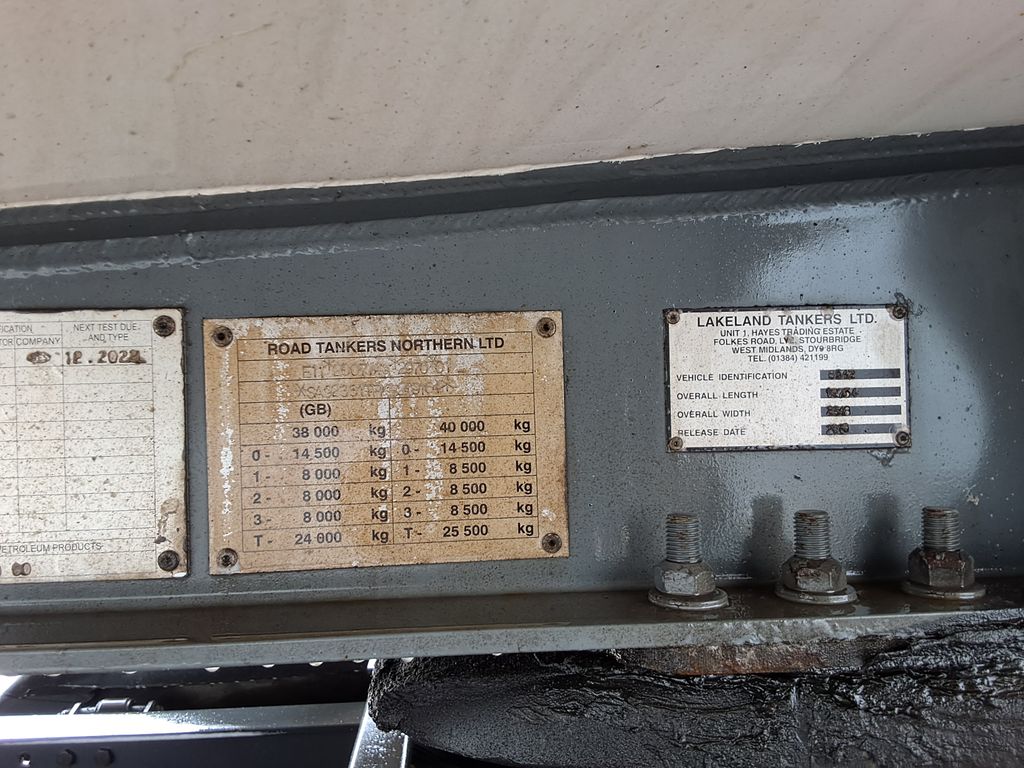 NEXT TEST DUE.
AND TYPE
COMPANY
12.2022
PETROLEUM PRODUCTS
ROAD TANKERS NORTHERN LTD
(GB)
38 000 kg 40 000 kg
0 - 14 500 kg 0 - 14 500 kg
1 - 8 000 kg 1 - 8 500 kg
2 - 8 000 kg 2 - 8 500 kg
3 - 8 000 kg 3 - 8 500 kg
T - 24 000 kg T - 25 500 kg
LAKELAND TANKERS LTD.
UNIT 1, HAYES TRADING ESTATE
FOLKES ROAD, LYE, STOURBRIDGE
WEST MIDLANDS, DY9 8RG
TEL. (01384) 421199
VEHICLE IDENTIFICATION
OVERALL LENGTH
OVERALL WIDTH
RELEASE DATE